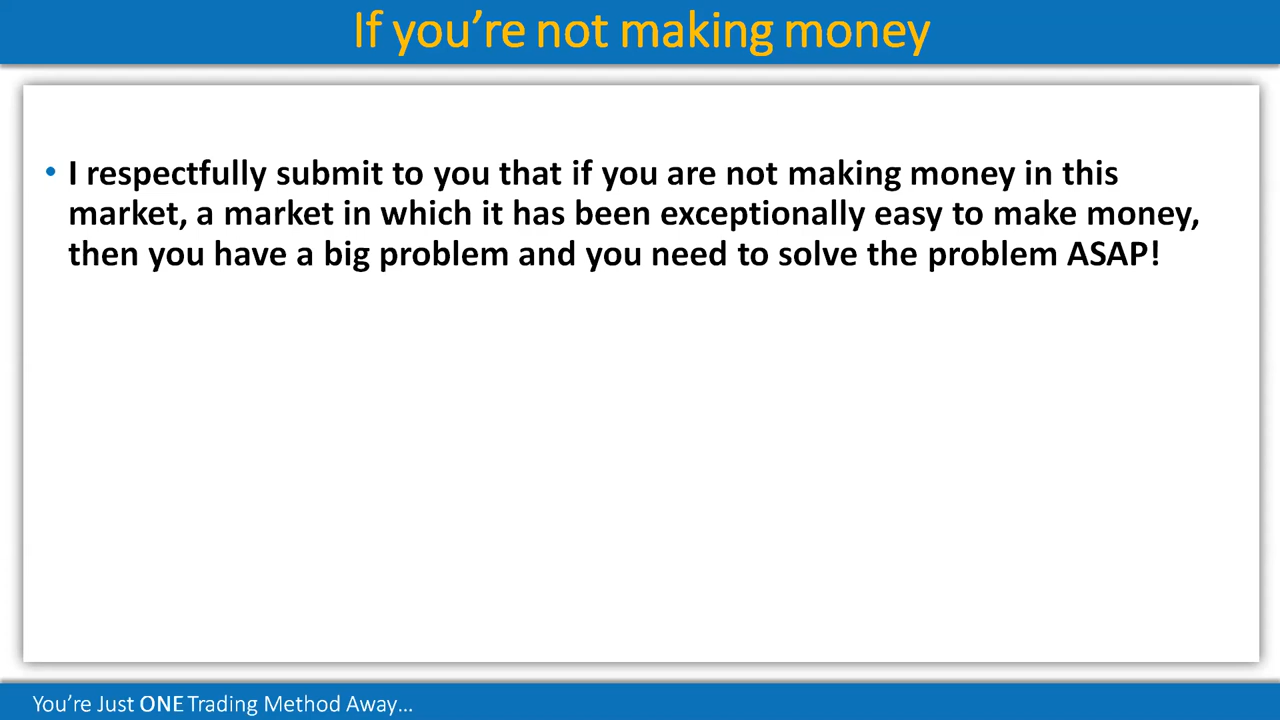 If you’re not making money
• I respectfully submit to you that if you are not making money in this
market, a market in which it has been exceptionally easy to make money,
then you have a big problem and you need to solve the problem ASAP!
You’re Just ONE Trading Method Away…